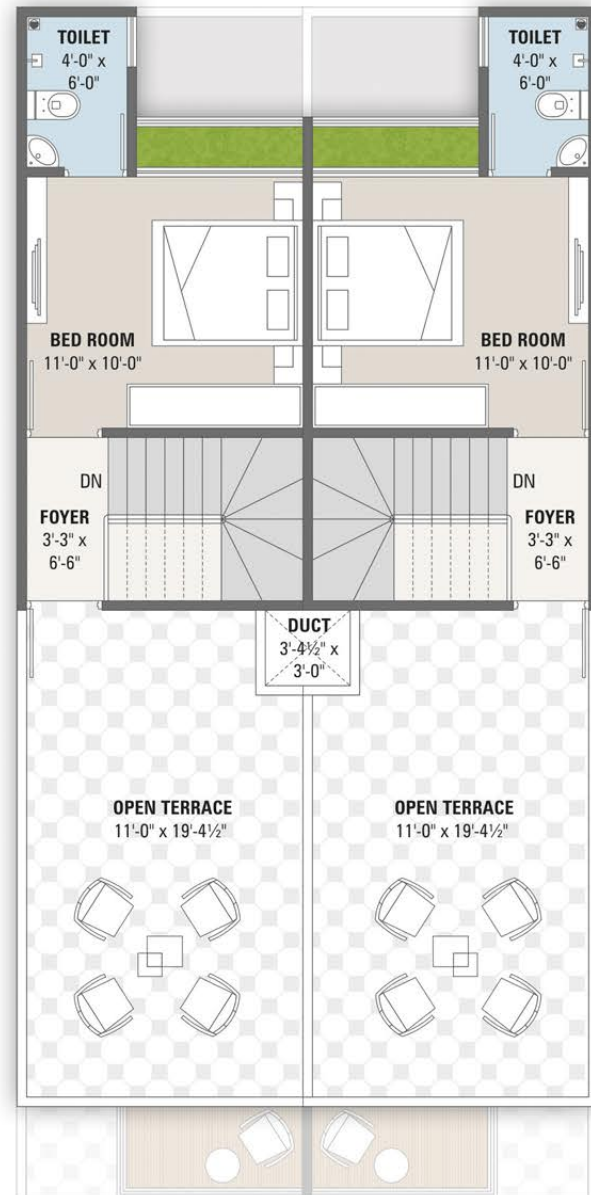 TOILET
4'-0" x
6'-0"
TOILET
4'-0" x
6'-0"
BED ROOM
11'-0" x 10'-0"
BED ROOM
11'-0" x 10'-0"
DN
FOYER
3'-3" x
6'-6"
DN
FOYER
3'-3" x
6'-6"
DUCT
3'-4½" x
3'-0"
OPEN TERRACE
11'-0" x 19'-4½"
OPEN TERRACE
11'-0" x 19'-4½"